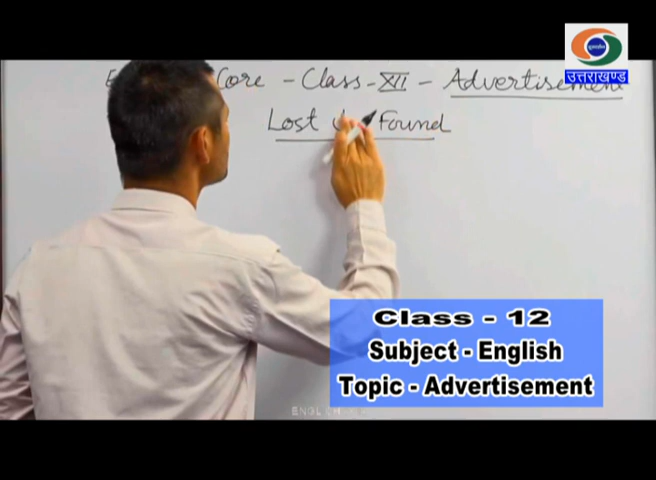 उत्तराखण्ड
Core - Class - XII - Advertisement
Lost Found
Class - 12
Subject - English
Topic - Advertisement